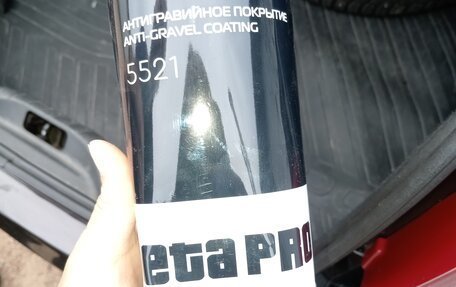 АНТИГРАВИЙНОЕ ПОКРЫТИЕ
ANTI-GRAVEL COATING
5521
eta PRO